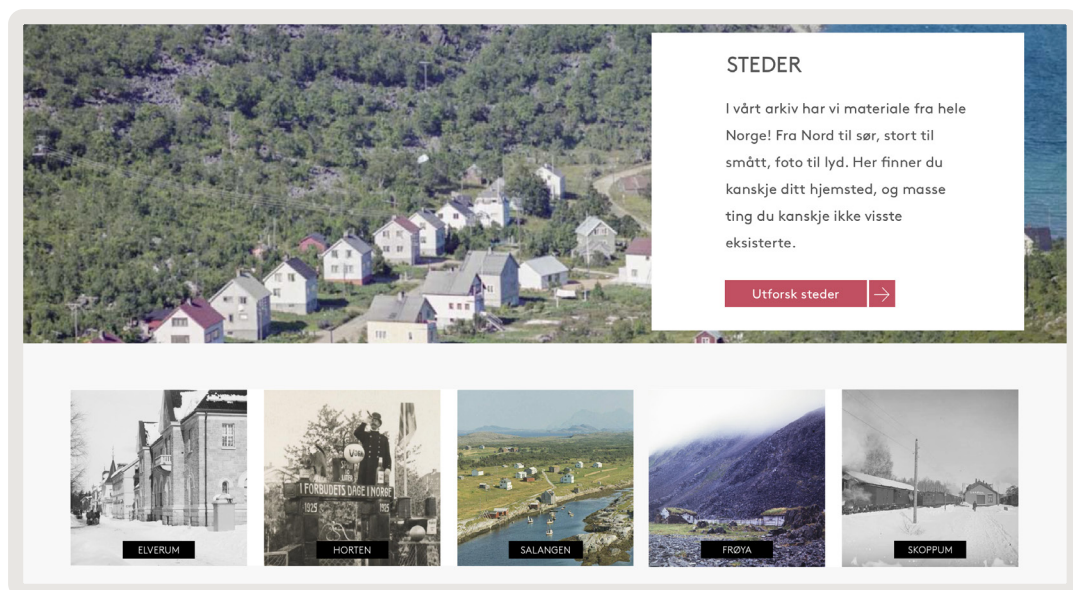 STEDER
I vårt arkiv har vi materiale fra hele
Norge! Fra Nord til sør, stort til
smått, foto til lyd. Her finner du
kanskje ditt hjemsted, og masse
ting du kanskje ikke visste
eksisterte.
Utforsk steder
I FORBUDETS DAGE I NORGE
1925
1925
ELVERUM
HORTEN
SALANGEN
FRØYA
SKOPPUM